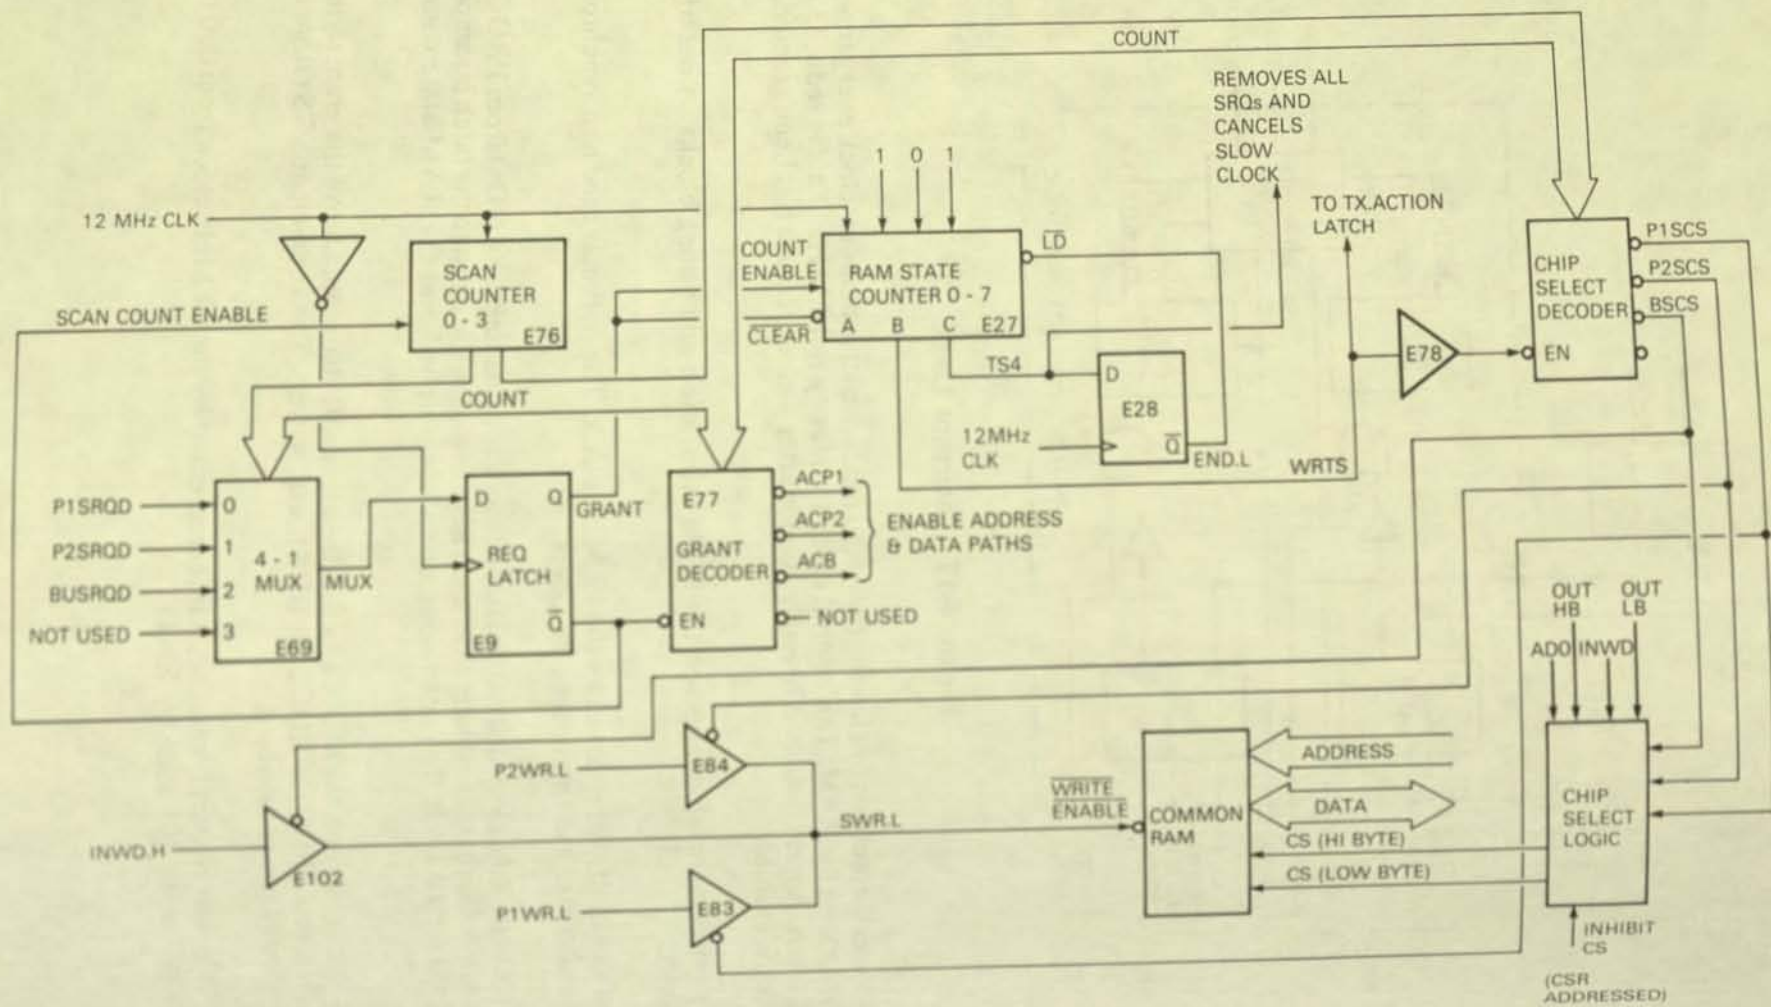 COUNT
REMOVES ALL
SRQs AND
CANCELS
SLOW
CLOCK
1 0 1
TO TX.ACTION
LATCH
12 MHz CLK
SCAN
COUNTER
0 - 3
E76
SCAN COUNT ENABLE
COUNT
ENABLE
CLEAR
RAM STATE
COUNTER 0 - 7
A B C E27
LD
TS4
D
E28
Q
12MHz
CLK
END.L
WRTS
E78
CHIP
SELECT
DECODER
EN
P1SCS
P2SCS
BSCS
COUNT
P1SRQD
P2SRQD
BUSRQD
NOT USED
0
1
2
3
4 - 1
MUX
E69
MUX
D Q
REQ
LATCH
Q
E9
GRANT
E77
GRANT
DECODER
EN
ACP1
ACP2
ACB
NOT USED
ENABLE ADDRESS
& DATA PATHS
OUT
HB
OUT
LB
AD0 INWD
P2WR.L
E84
INWD.H
E102
P1WR.L
E83
SWR.L
WRITE
ENABLE
COMMON
RAM
ADDRESS
DATA
CS (HI BYTE)
CS (LOW BYTE)
CHIP
SELECT
LOGIC
INHIBIT
CS
(CSR
ADDRESSED)